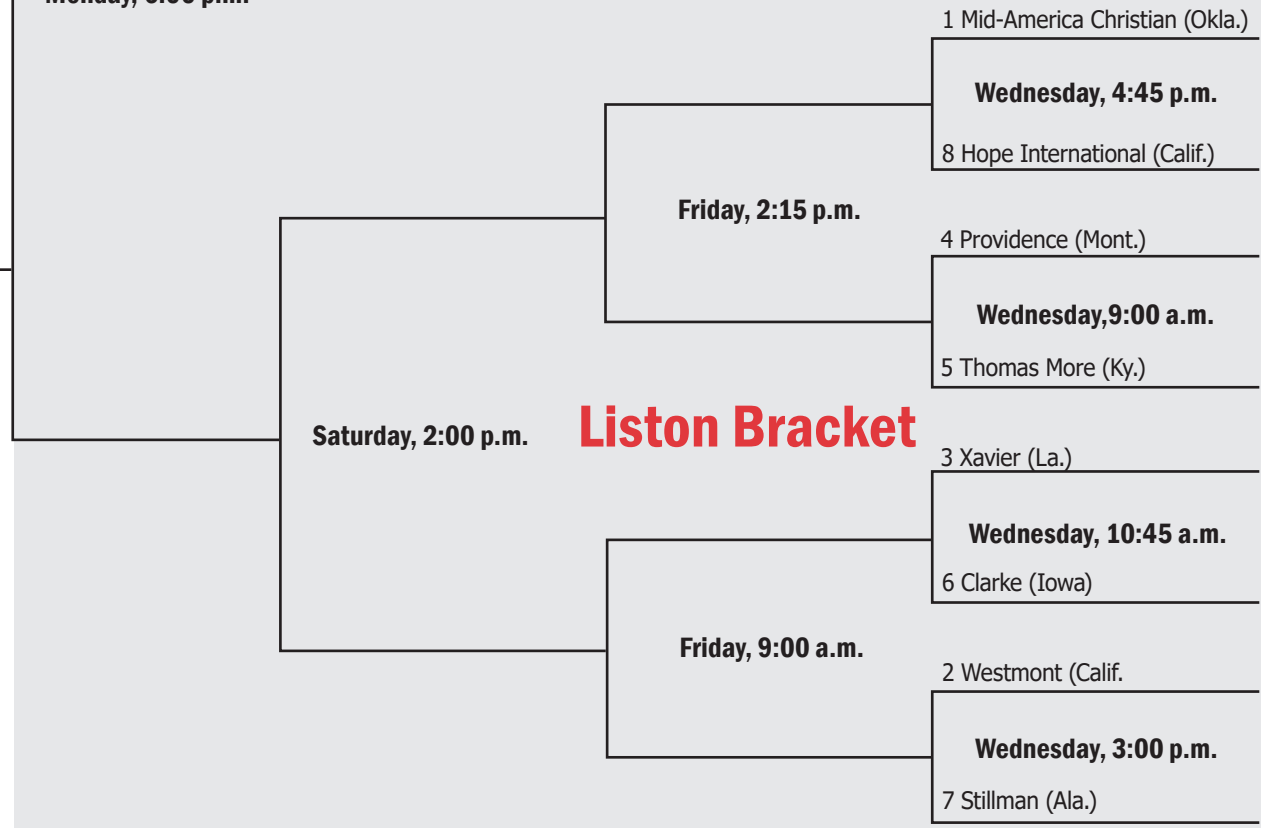 Monday,
1 Mid-America Christian (Okla.)
Wednesday, 4:45 p.m.
8 Hope International (Calif.)
Friday, 2:15 p.m.
4 Providence (Mont.)
Wednesday,9:00 a.m.
5 Thomas More (Ky.)
Liston Bracket
Saturday, 2:00 p.m.
3 Xavier (La.)
Wednesday, 10:45 a.m.
6 Clarke (Iowa)
Friday, 9:00 a.m.
2 Westmont (Calif.
Wednesday, 3:00 p.m.
7 Stillman (Ala.)